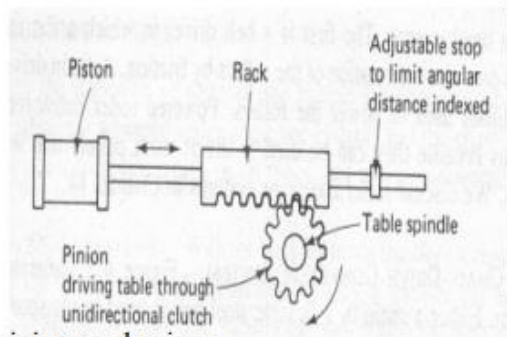 Piston
Rack
Adjustable stop
to limit angular
distance indexed
Table spindle
Pinion
driving table through
unidirectional clutch